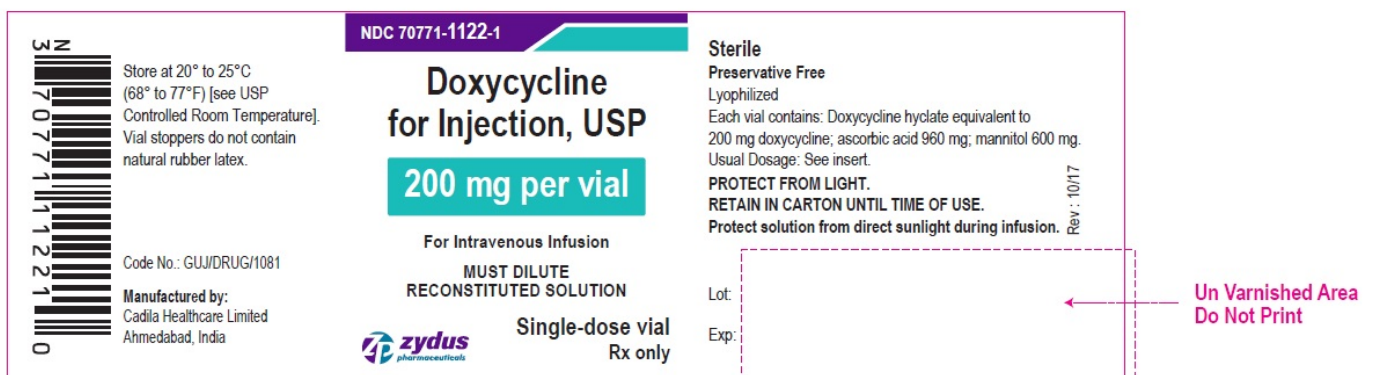 N
3 70771 11221 0
Store at 20° to 25°C
(68° to 77°F) [see USP
Controlled Room Temperature].
Vial stoppers do not contain
natural rubber latex.
Code No.: GUJ/DRUG/1081
Manufactured by:
Cadila Healthcare Limited
Ahmedabad, India
NDC 70771-1122-1
Doxycycline
for Injection, USP
200 mg per vial
For Intravenous Infusion
MUST DILUTE
RECONSTITUTED SOLUTION
zydus
pharmaceuticals
Single-dose vial
Rx only
Sterile
Preservative Free
Lyophilized
Each vial contains: Doxycycline hyclate equivalent to
200 mg doxycycline; ascorbic acid 960 mg; mannitol 600 mg.
Usual Dosage: See insert.
PROTECT FROM LIGHT.
RETAIN IN CARTON UNTIL TIME OF USE.
Protect solution from direct sunlight during infusion.
Rev : 10/17
Lot:
Exp:
Un Varnished Area
Do Not Print